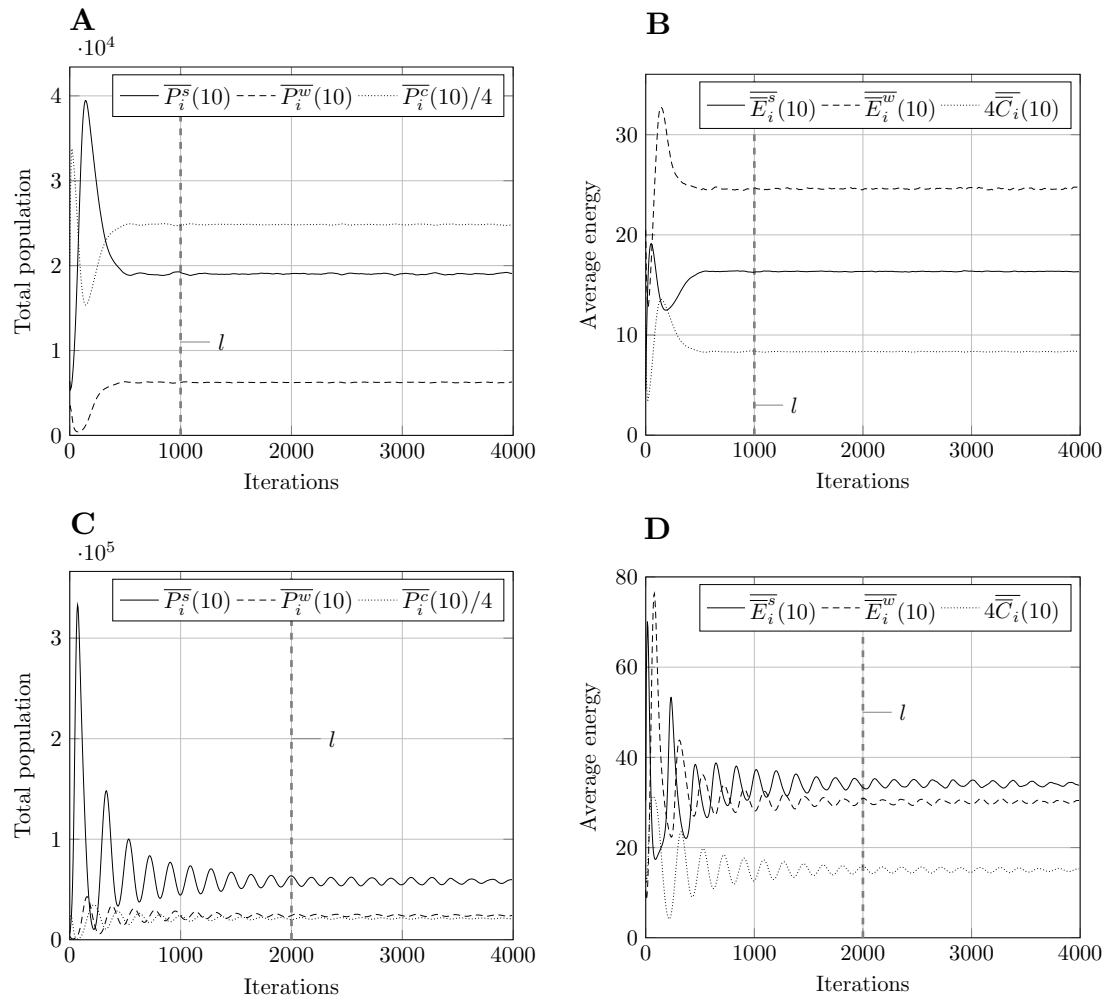 A
·10⁴
P̅ᵢˢ(10) P̅ᵢʷ(10) P̅ᵢᶜ(10)/4
4
3
2
1
0
Total population
l
0 1000 2000 3000 4000
Iterations
B
E̿ᵢˢ(10) E̿ᵢʷ(10) 4C̿ᵢ(10)
30
20
10
0
Average energy
l
0 1000 2000 3000 4000
Iterations
C
·10⁵
P̅ᵢˢ(10) P̅ᵢʷ(10) P̅ᵢᶜ(10)/4
3
2
1
0
Total population
l
0 1000 2000 3000 4000
Iterations
D
E̿ᵢˢ(10) E̿ᵢʷ(10) 4C̿ᵢ(10)
80
60
40
20
0
Average energy
l
0 1000 2000 3000 4000
Iterations